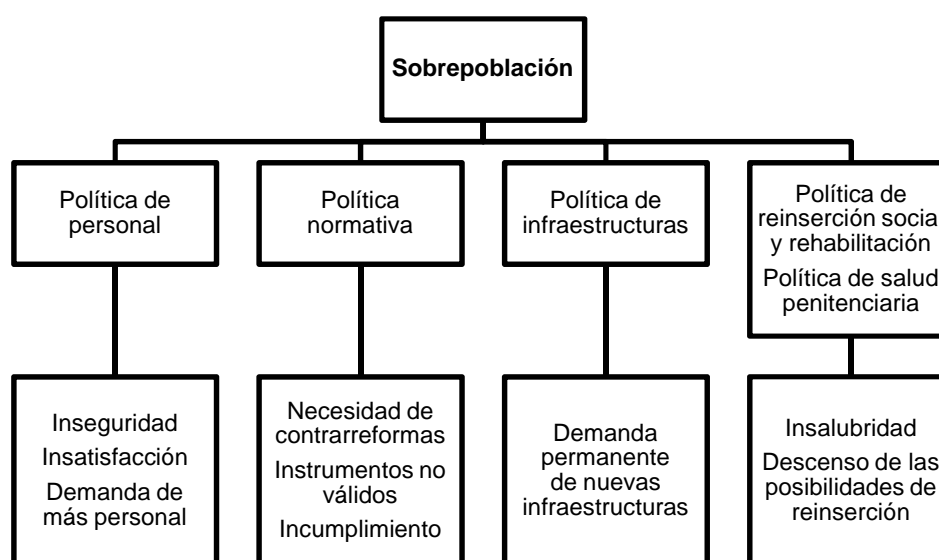 Sobrepoblación
Política de
personal
Política
normativa
Política de
infraestructuras
Política de
reinserción social
y rehabilitación
Política de salud
penitenciaria
Inseguridad
Insatisfacción
Demanda de
más personal
Necesidad de
contrarreformas
Instrumentos no
válidos
Incumplimiento
Demanda
permanente
de nuevas
infraestructuras
Insalubridad
Descenso de las
posibilidades de
reinserción